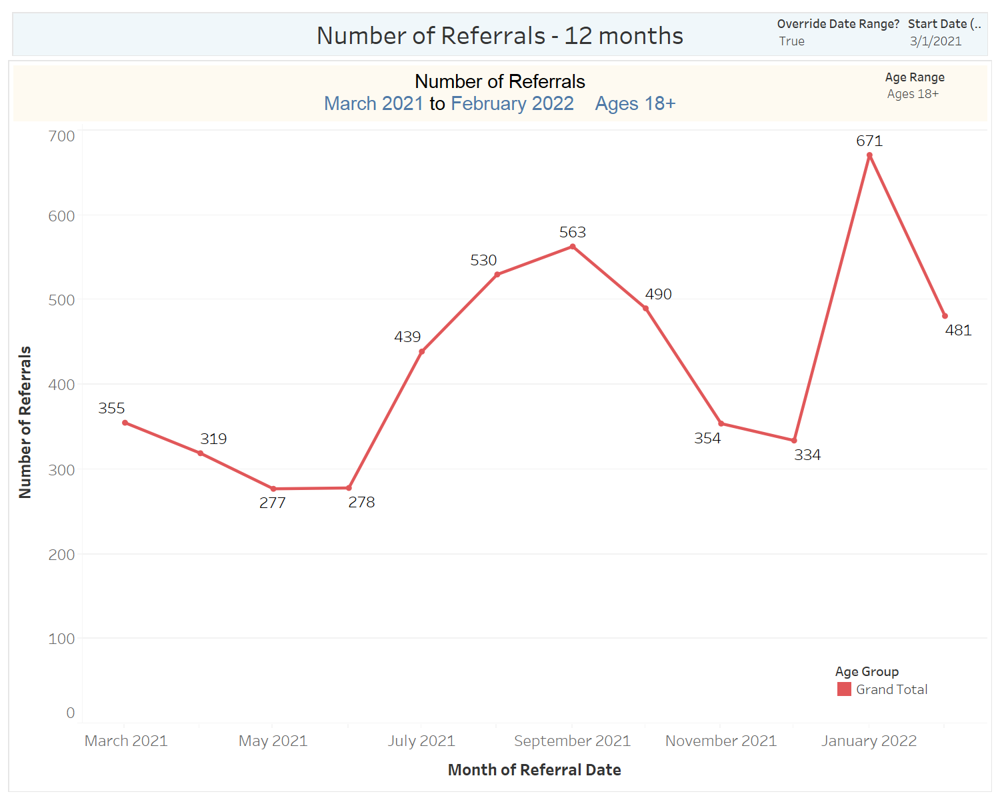 Number of Referrals - 12 months
Override Date Range? Start Date (..
True 3/1/2021
Number of Referrals
March 2021 to February 2022 Ages 18+
Age Range
Ages 18+
700
600
500
400
300
200
100
0
Number of Referrals
355
319
277
278
439
530
563
490
354
334
671
481
Age Group
Grand Total
March 2021 May 2021 July 2021 September 2021 November 2021 January 2022
Month of Referral Date